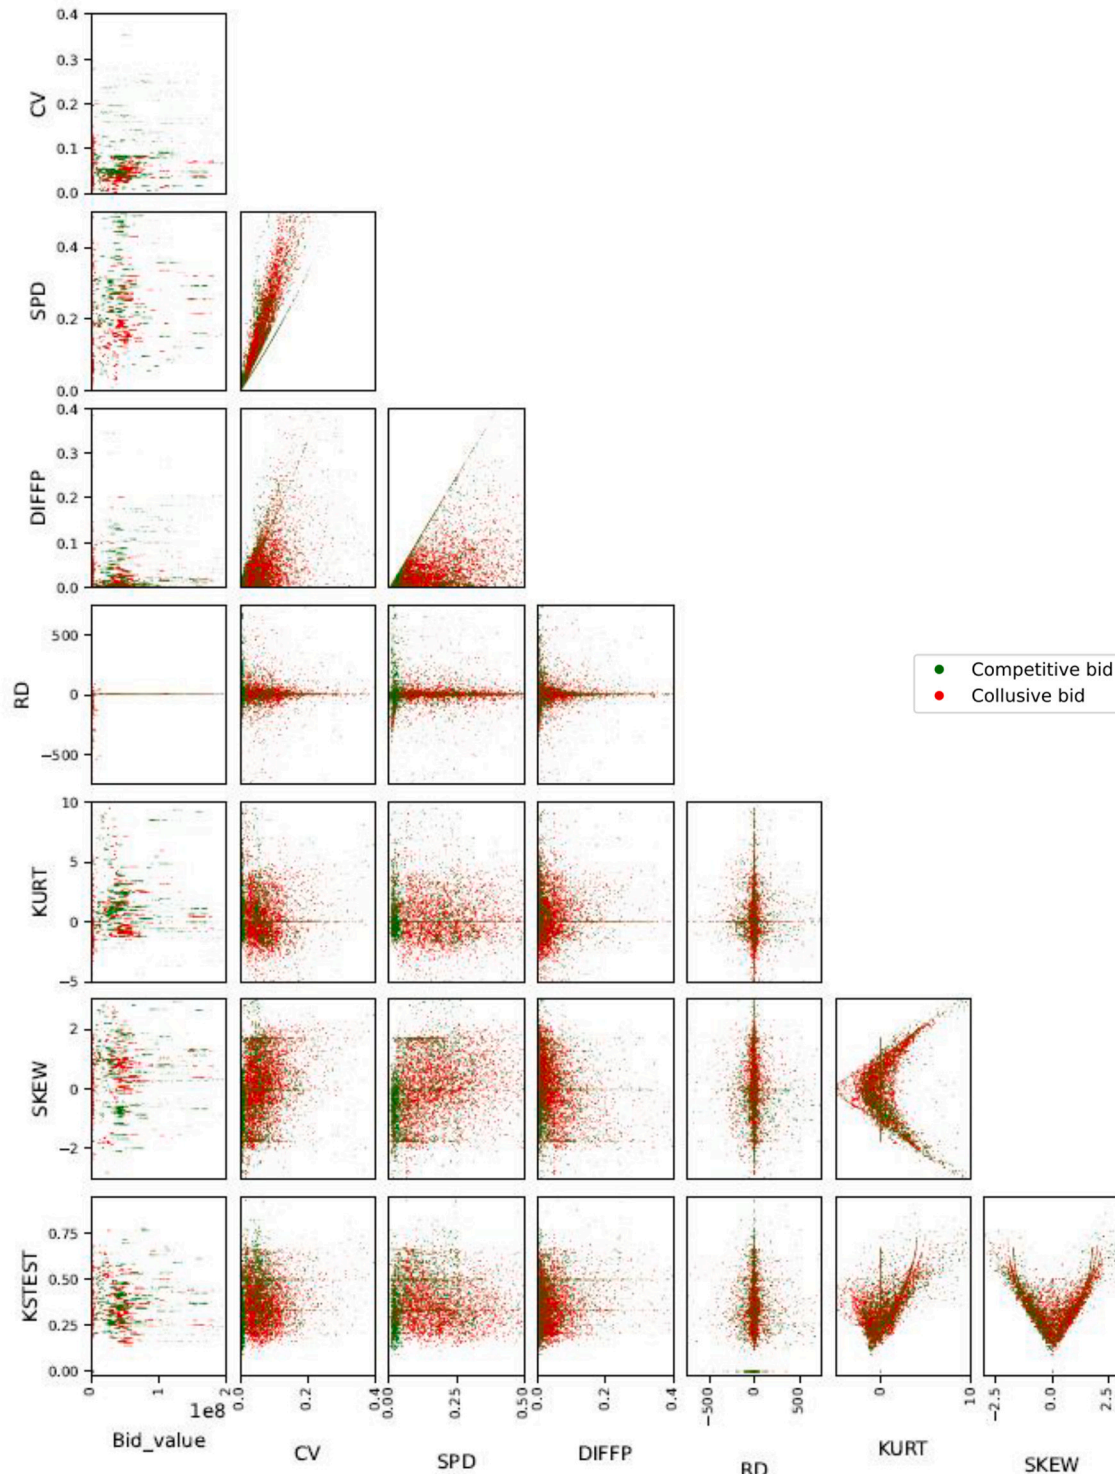 0.4
0.3
0.2
0.1
0.0
CV
0.4
0.2
0.0
SPD
0.4
0.3
0.2
0.1
0.0
DIFFP
500
0
−500
RD
Competitive bid
Collusive bid
10
5
0
−5
KURT
2
0
−2
SKEW
0.75
0.50
0.25
0.00
KSTEST
0 1 2
1e8
Bid_value
0.0 0.2 0.4
CV
0.00 0.25 0.50
SPD
0.0 0.2 0.4
DIFFP
−500 0 500
RD
0 10
KURT
−2.5 0.0 2.5
SKEW